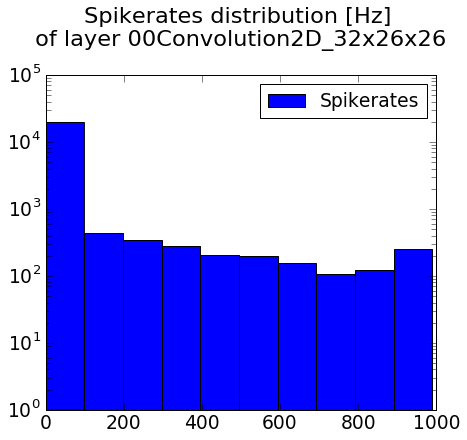 Spikerates distribution [Hz]
of layer 00Convolution2D_32x26x26
Spikerates
10^5
10^4
10^3
10^2
10^1
10^0
0 200 400 600 800 1000